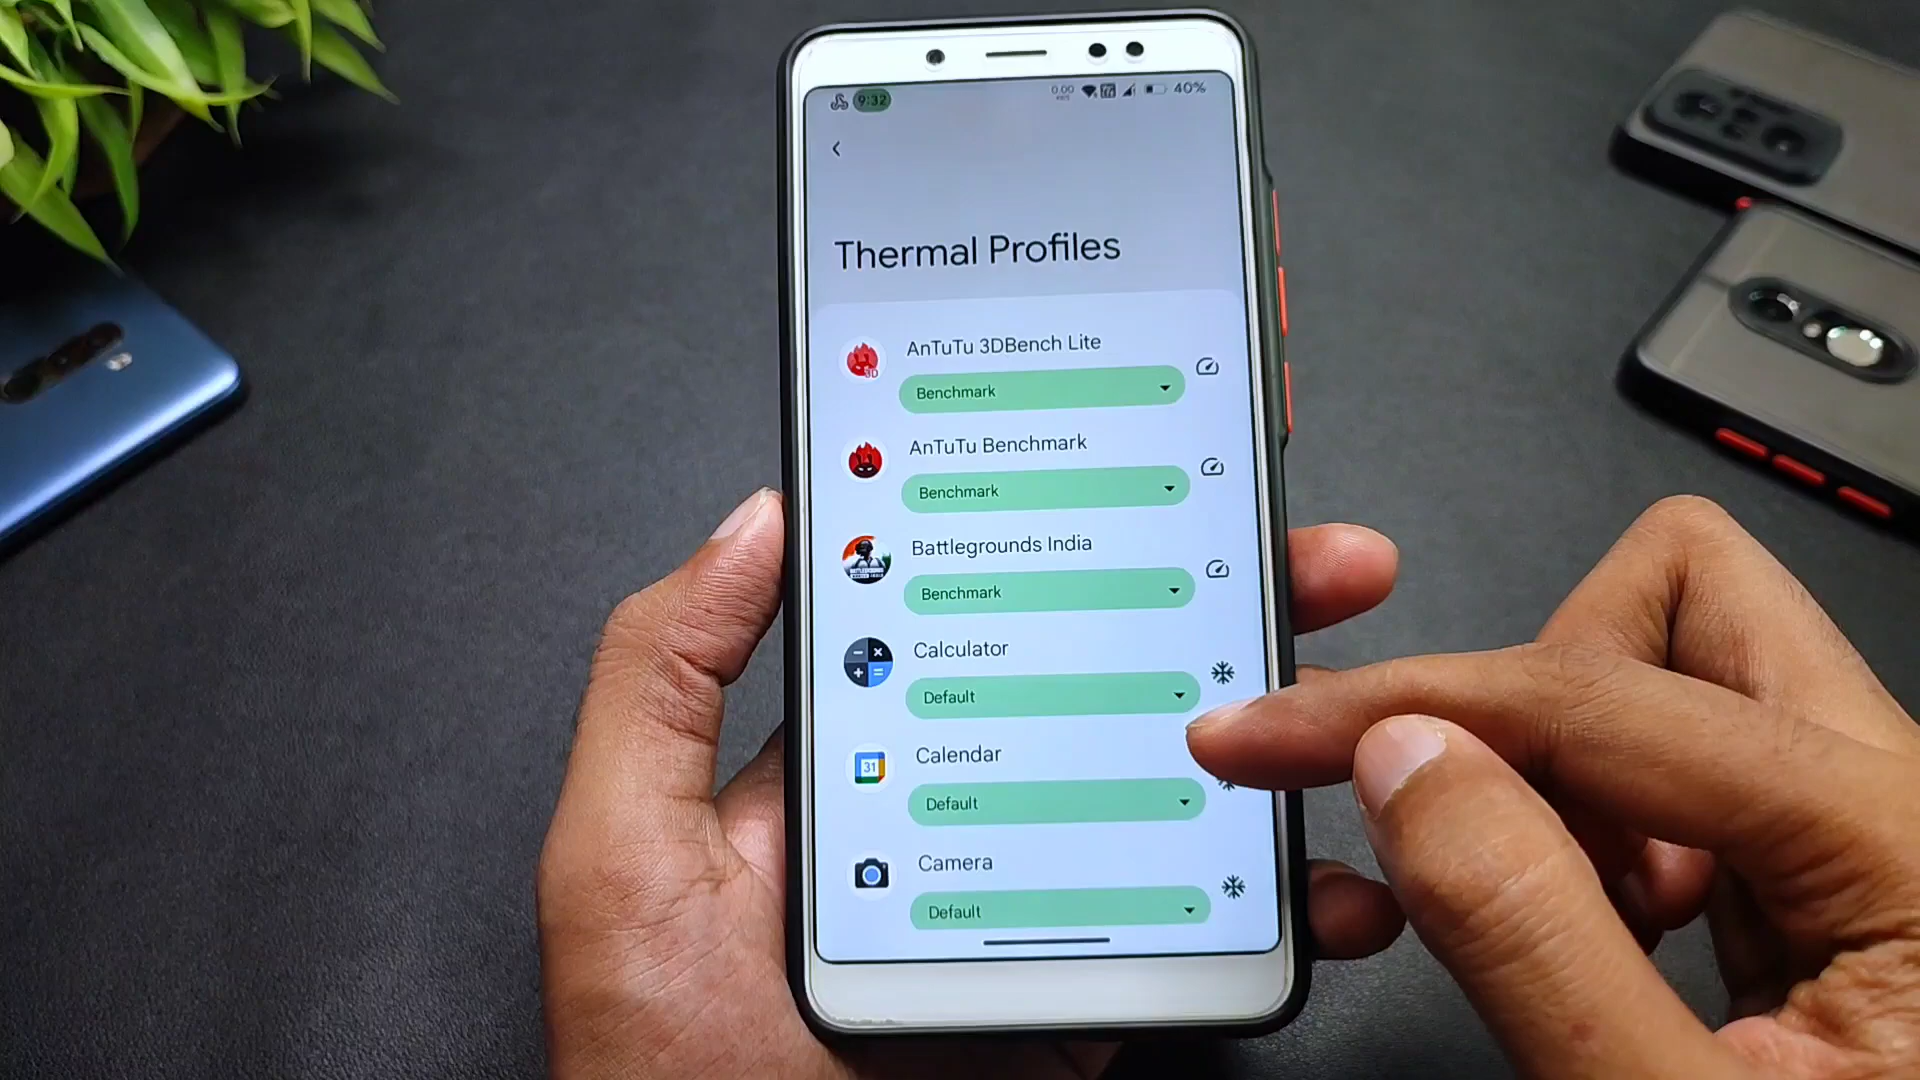 9:32
0.00
40%
Thermal Profiles
AnTuTu 3DBench Lite
Benchmark
AnTuTu Benchmark
Benchmark
Battlegrounds India
Benchmark
Calculator
Default
31
Calendar
Default
Camera
Default